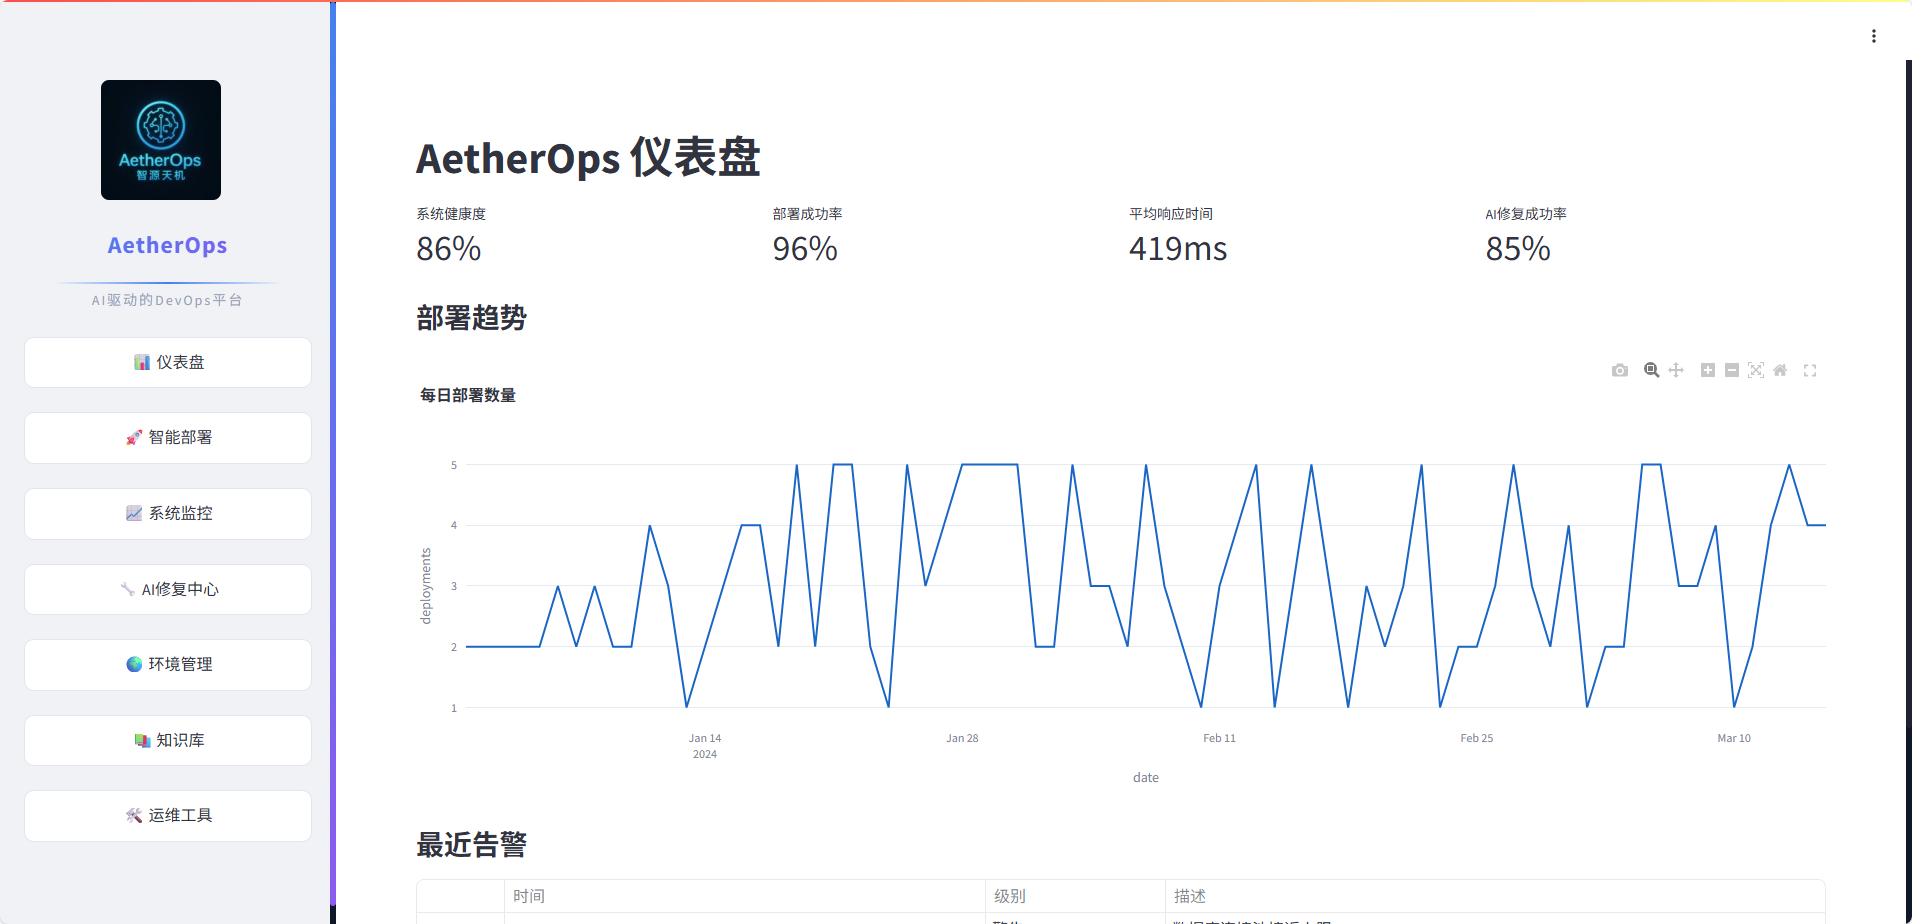 AetherOps
智源天机
AetherOps
AI驱动的DevOps平台
📊 仪表盘
🚀 智能部署
📈 系统监控
🔧 AI修复中心
🌍 环境管理
📚 知识库
🛠️ 运维工具
AetherOps 仪表盘
系统健康度 部署成功率 平均响应时间 AI修复成功率
86% 96% 419ms 85%
部署趋势
每日部署数量
5
4
3
2
1
deployments
Jan 14 Jan 28 Feb 11 Feb 25 Mar 10
2024
date
最近告警
时间 级别 描述